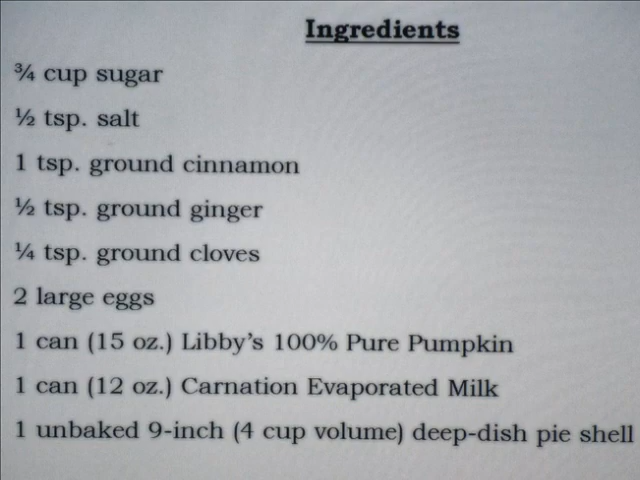 Ingredients
¾ cup sugar
½ tsp. salt
1 tsp. ground cinnamon
½ tsp. ground ginger
¼ tsp. ground cloves
2 large eggs
1 can (15 oz.) Libby's 100% Pure Pumpkin
1 can (12 oz.) Carnation Evaporated Milk
1 unbaked 9-inch (4 cup volume) deep-dish pie shell